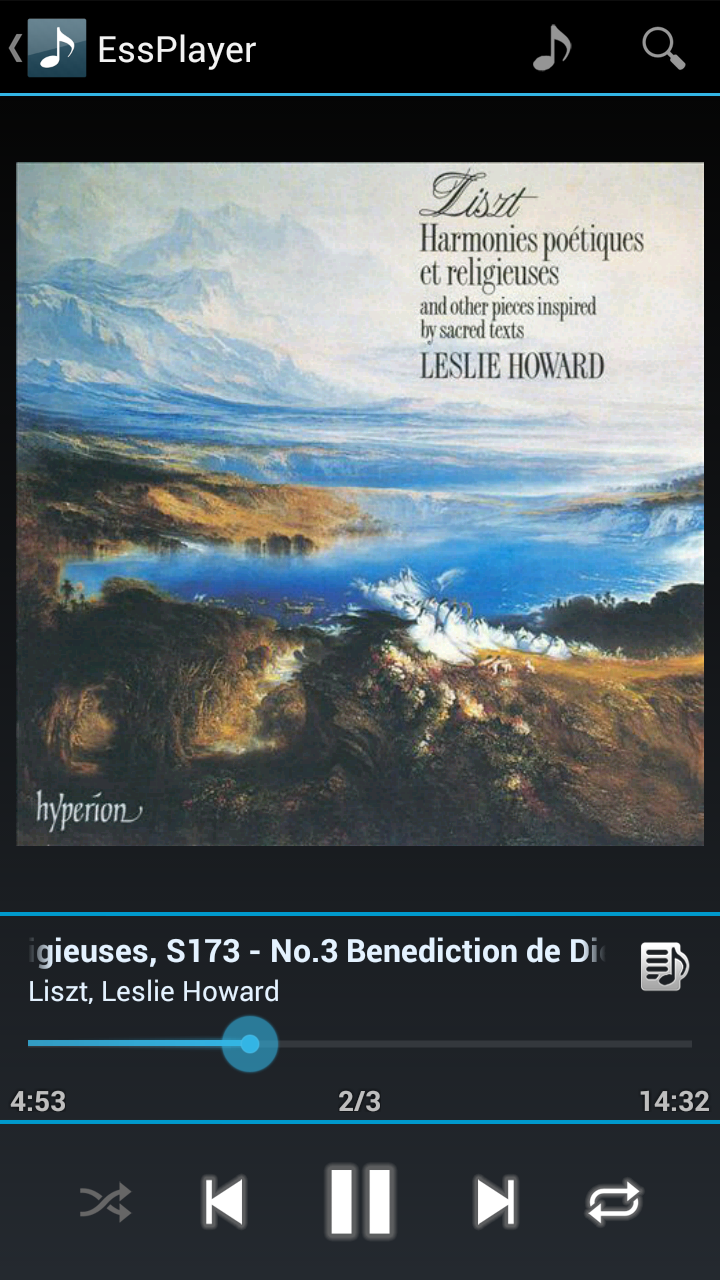 EssPlayer
Liszt
Harmonies poétiques
et religieuses
and other pieces inspired
by sacred texts
LESLIE HOWARD
hyperion
igieuses, S173 - No.3 Benediction de Di
Liszt, Leslie Howard
4:53 2/3 14:32